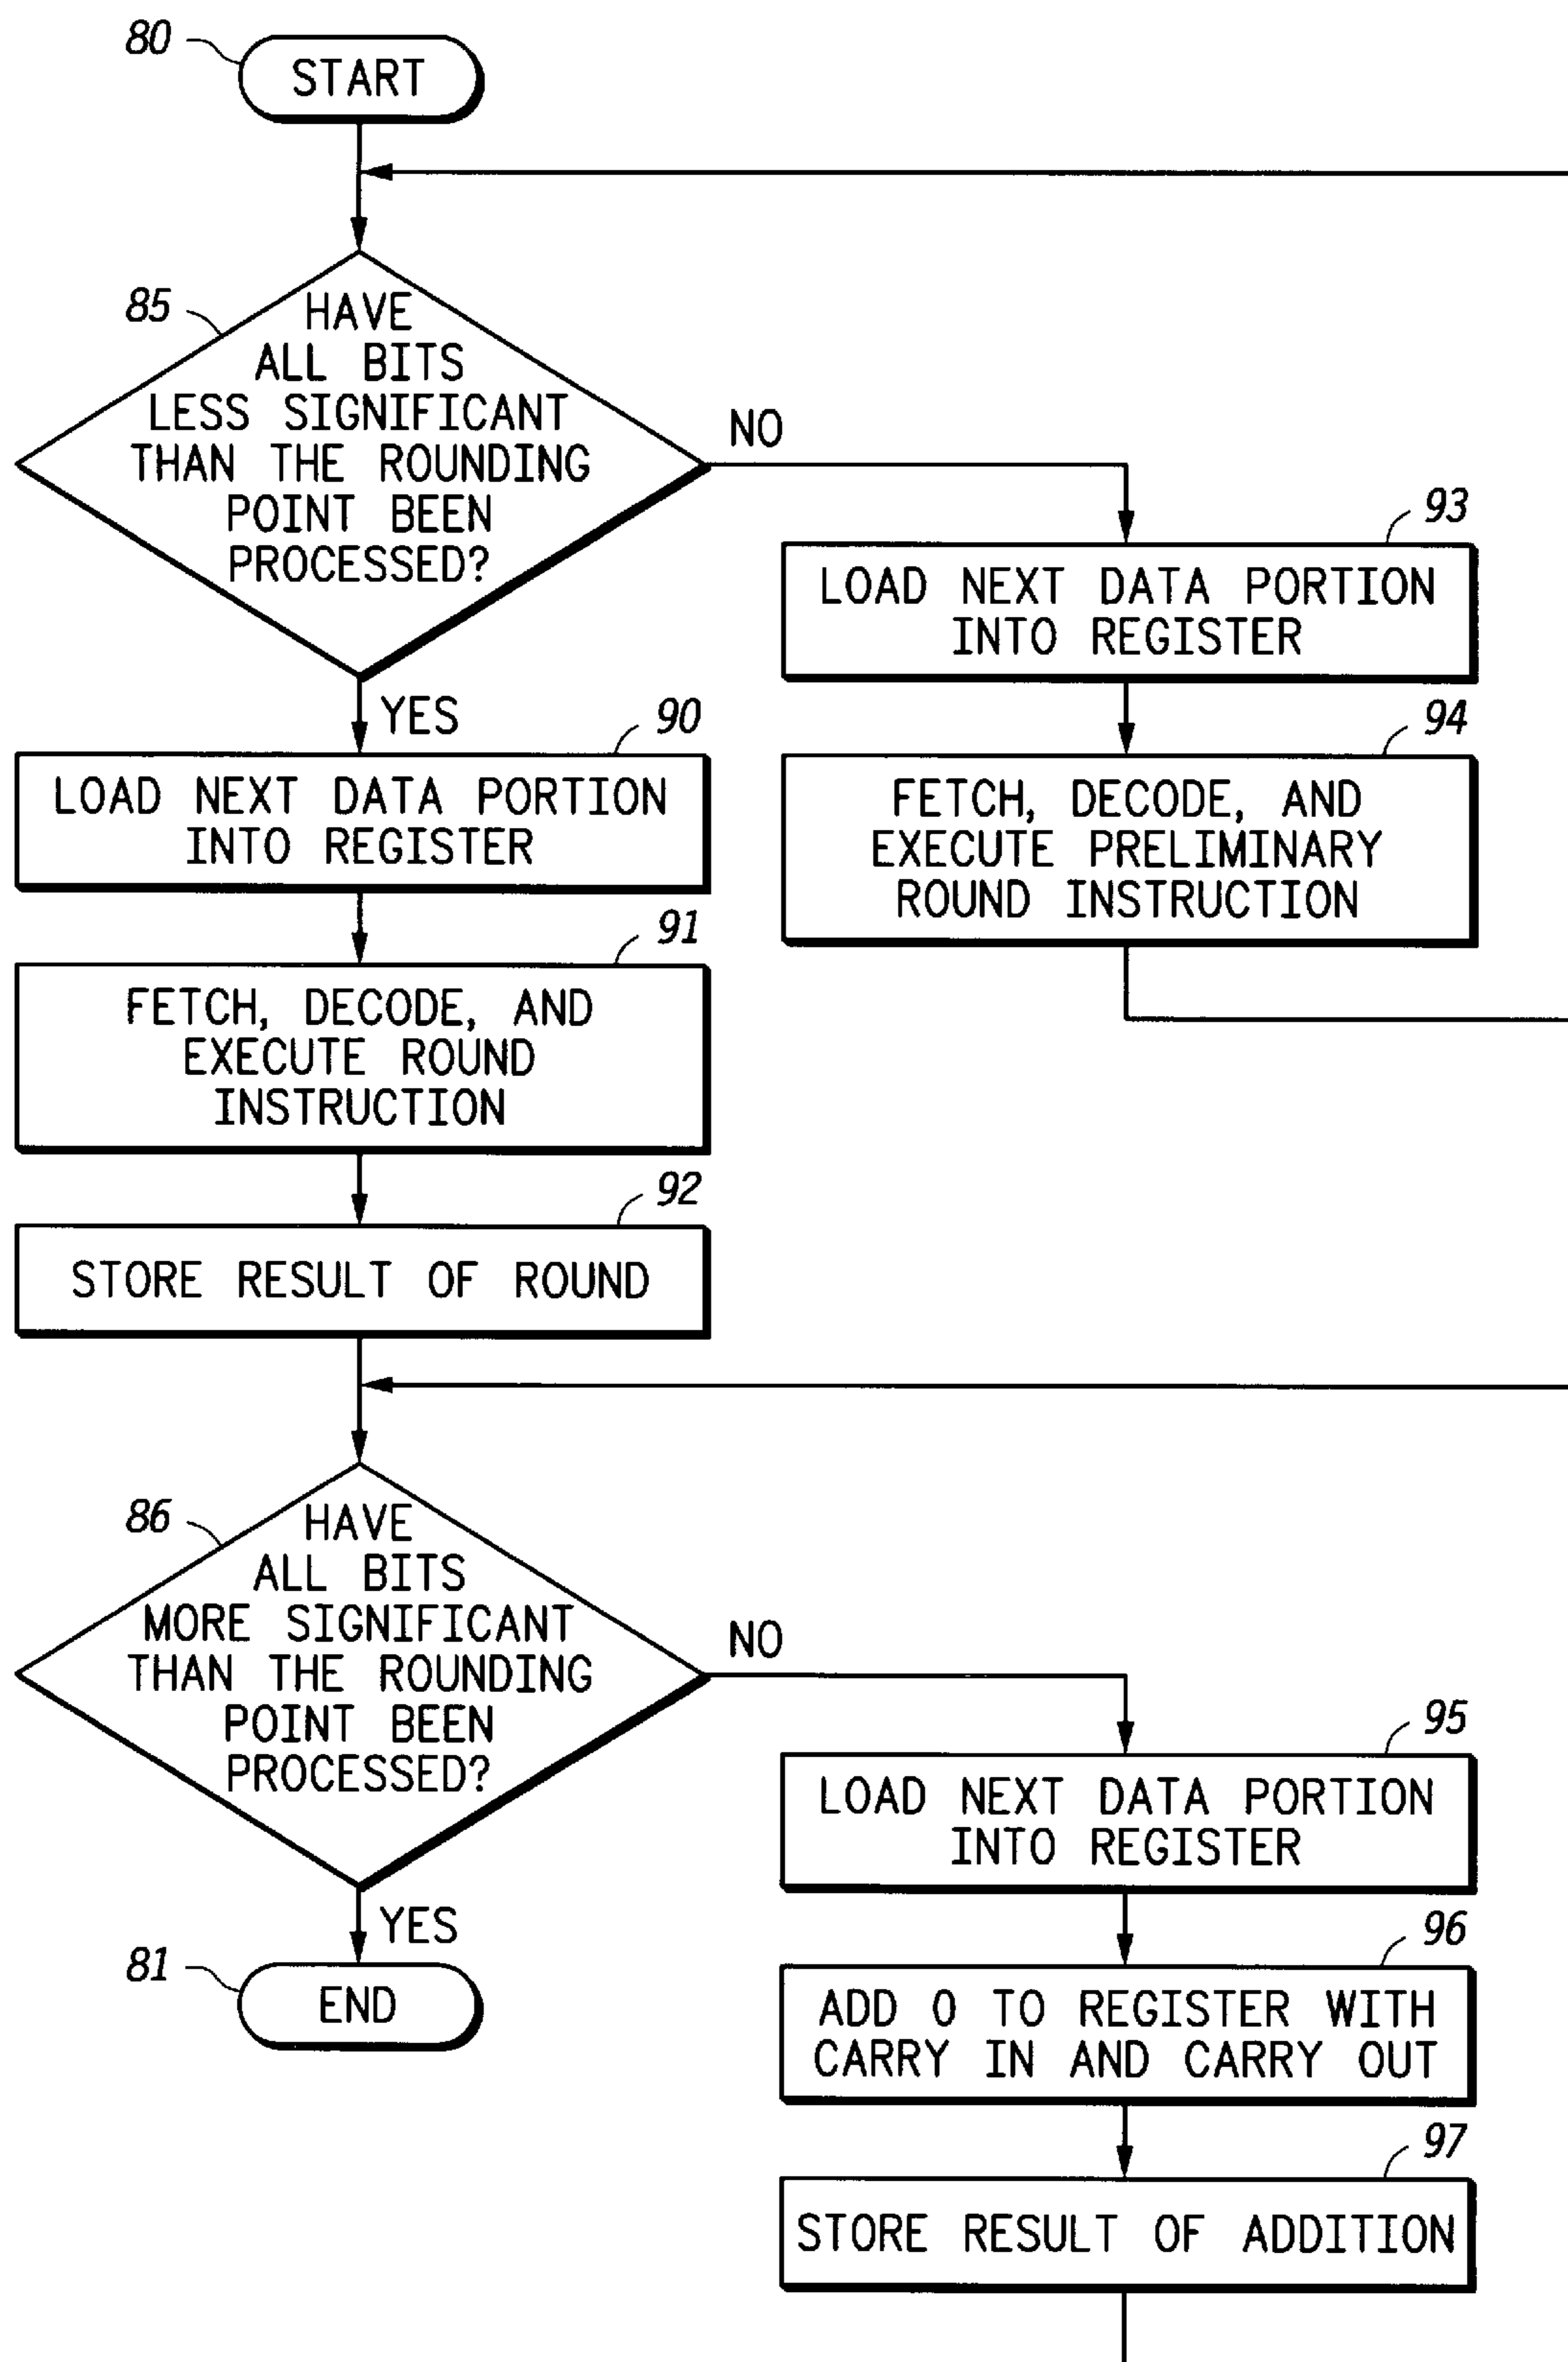 80
START
85
HAVE
ALL BITS
LESS SIGNIFICANT
THAN THE ROUNDING
POINT BEEN
PROCESSED?
NO
93
LOAD NEXT DATA PORTION
INTO REGISTER
94
FETCH, DECODE, AND
EXECUTE PRELIMINARY
ROUND INSTRUCTION
YES
90
LOAD NEXT DATA PORTION
INTO REGISTER
91
FETCH, DECODE, AND
EXECUTE ROUND
INSTRUCTION
92
STORE RESULT OF ROUND
86
HAVE
ALL BITS
MORE SIGNIFICANT
THAN THE ROUNDING
POINT BEEN
PROCESSED?
NO
95
LOAD NEXT DATA PORTION
INTO REGISTER
96
ADD 0 TO REGISTER WITH
CARRY IN AND CARRY OUT
97
STORE RESULT OF ADDITION
YES
81
END